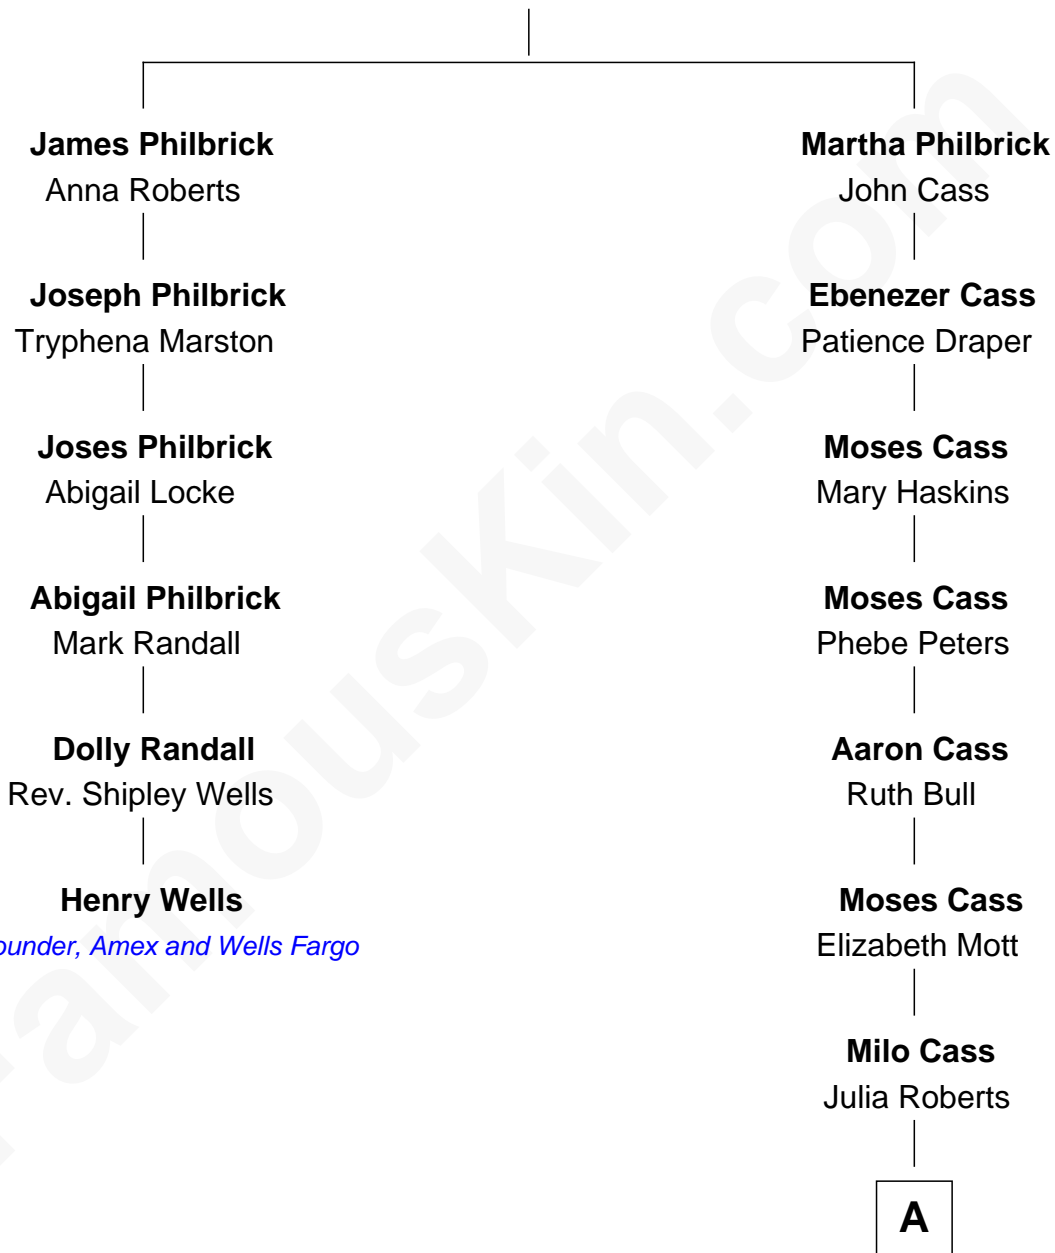 James Philbrick
Anna Roberts
Martha Philbrick
John Cass
Joseph Philbrick
Tryphena Marston
Ebenezer Cass
Patience Draper
Joses Philbrick
Abigail Locke
Moses Cass
Mary Haskins
Abigail Philbrick
Mark Randall
Moses Cass
Phebe Peters
Dolly Randall
Rev. Shipley Wells
Aaron Cass
Ruth Bull
Henry Wells
ounder, Amex and Wells Fargo
Moses Cass
Elizabeth Mott
Milo Cass
Julia Roberts
A
FamousKin.com